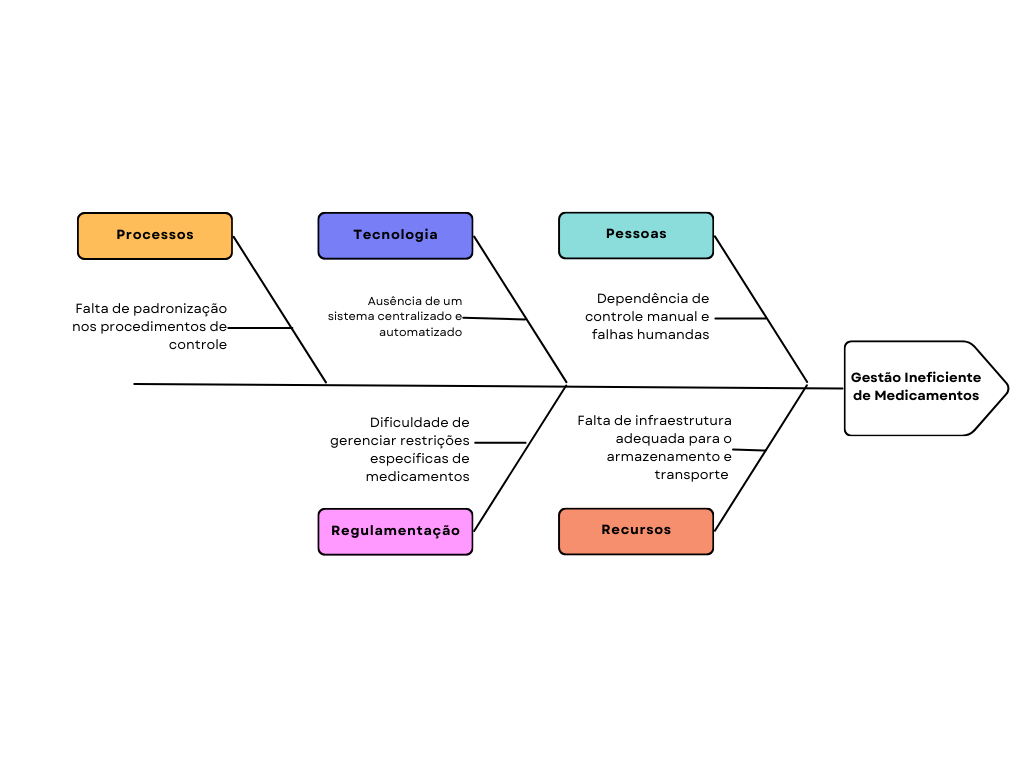 Processos
Tecnologia
Pessoas
Falta de padronização
nos procedimentos de
controle
Ausência de um
sistema centralizado e
automatizado
Dependência de
controle manual e
falhas humandas
Gestão Ineficiente
de Medicamentos
Dificuldade de
gerenciar restrições
especificas de
medicamentos
Falta de infraestrutura
adequada para o
armazenamento e
transporte
Regulamentação
Recursos